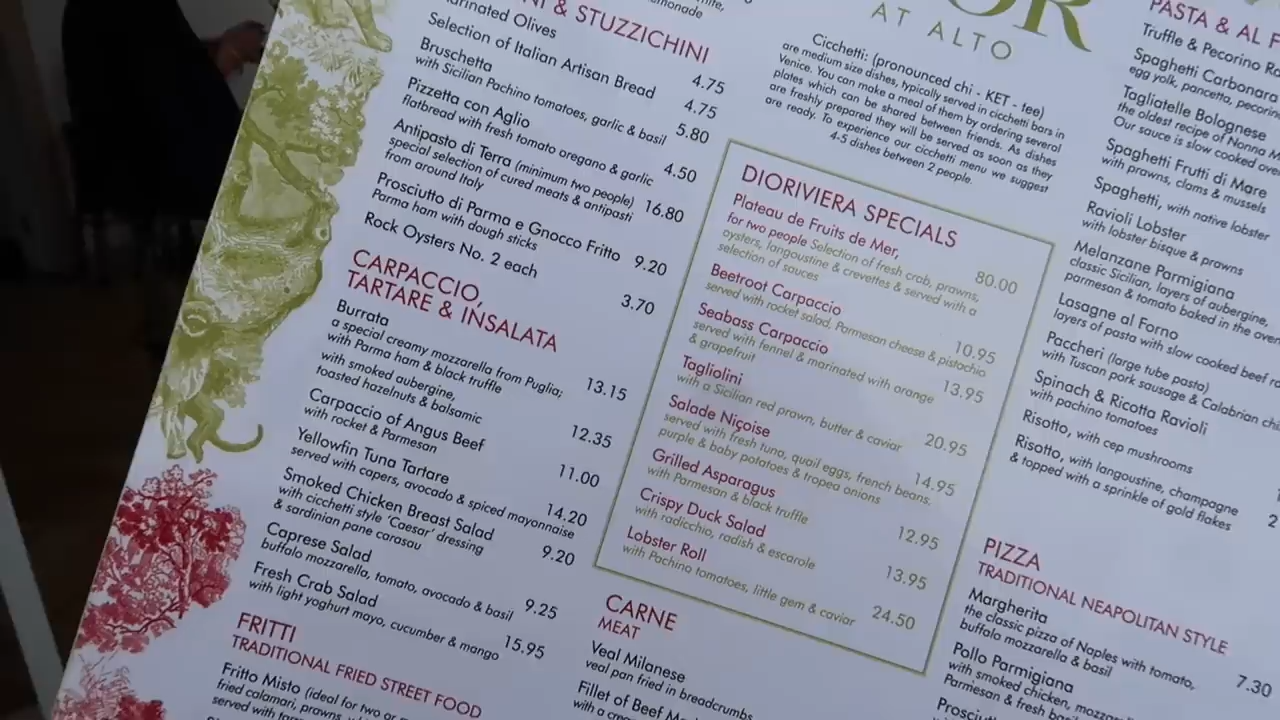 & STUZZICHINI
arinated Olives 4.75
Selection of Italian Artisan Bread 4.75
Bruschetta 5.80
with Sicilian Pachino tomatoes, garlic & basil
Pizzetta con Aglio 4.50
flatbread with fresh tomato oregano & garlic
Antipasto di Terra (minimum two people) 16.80
special selection of cured meats & antipasti
from around Italy
Prosciutto di Parma e Gnocco Fritto 9.20
Parma ham with dough sticks
Rock Oysters No. 2 each 3.70
CARPACCIO,
TARTARE & INSALATA
Burrata
a special creamy mozzarella from Puglia;
with Parma ham & black truffle 13.15
with smoked aubergine,
toasted hazelnuts & balsamic 12.35
Carpaccio of Angus Beef 11.00
with rocket & Parmesan
Yellowfin Tuna Tartare 14.20
served with capers, avocado & spiced mayonnaise
Smoked Chicken Breast Salad 9.20
with cicchetti style 'Caesar' dressing
& sardinian pane carasau
Caprese Salad 9.25
buffalo mozzarella, tomato, avocado & basil
Fresh Crab Salad 15.95
with light yoghurt mayo, cucumber & mango
FRITTI
TRADITIONAL FRIED STREET FOOD
Fritto Misto (ideal for two or
fried calamari, prawns,
served with
emonade
AT ALTO
Cicchetti: (pronounced chi - KET - tee)
are medium size dishes, typically served in cicchetti bars in
Venice. You can make a meal of them by ordering several
plates which can be shared between friends. As dishes
are freshly prepared they will be served as soon as they
are ready. To experience our cicchetti menu we suggest
4-5 dishes between 2 people.
DIORIVIERA SPECIALS
Plateau de Fruits de Mer,
for two people Selection of fresh crab, prawns, 80.00
oysters, langoustine & crevettes & served with a
selection of sauces
Beetroot Carpaccio 10.95
served with rocket salad, Parmesan cheese & pistachio
Seabass Carpaccio 13.95
served with fennel & marinated with orange
& grapefruit
Tagliolini 20.95
with a Sicilian red prawn, butter & caviar
Salade Niçoise 14.95
served with fresh tuna, quail eggs, french beans,
purple & baby potatoes & tropea onions
Grilled Asparagus 12.95
with Parmesan & black truffle
Crispy Duck Salad 13.95
with radicchio, radish & escarole
Lobster Roll 24.50
with Pachino tomatoes, little gem & caviar
CARNE
MEAT
Veal Milanese
veal pan fried in breadcrumbs
Fillet of Beef
with a
PASTA & AL F
Truffle & Pecorino Ra
Spaghetti Carbonara
egg yolk, pancetta, pecorin
Tagliatelle Bolognese
the oldest recipe of Nonna M
Our sauce is slow cooked ove
Spaghetti Frutti di Mare
with prawns, clams & mussels
Spaghetti, with native lobster
Ravioli Lobster
with lobster bisque & prawns
Melanzane Parmigiana
classic Sicilian, layers of aubergine,
parmesan & tomato baked in the oven
Lasagne al Forno
layers of pasta with slow cooked beef ra
Paccheri (large tube pasta)
with Tuscan pork sausage & Calabrian chi
Spinach & Ricotta Ravioli
with pachino tomatoes
Risotto, with cep mushrooms
Risotto, with langoustine, champagne
& topped with a sprinkle of gold flakes 2
PIZZA
TRADITIONAL NEAPOLITAN STYLE
Margherita 7.30
the classic pizza of Naples with tomato,
buffalo mozzarella & basil
Pollo Parmigiana
with smoked chicken, mozza
Parmesan & fresh bas
Prosciut